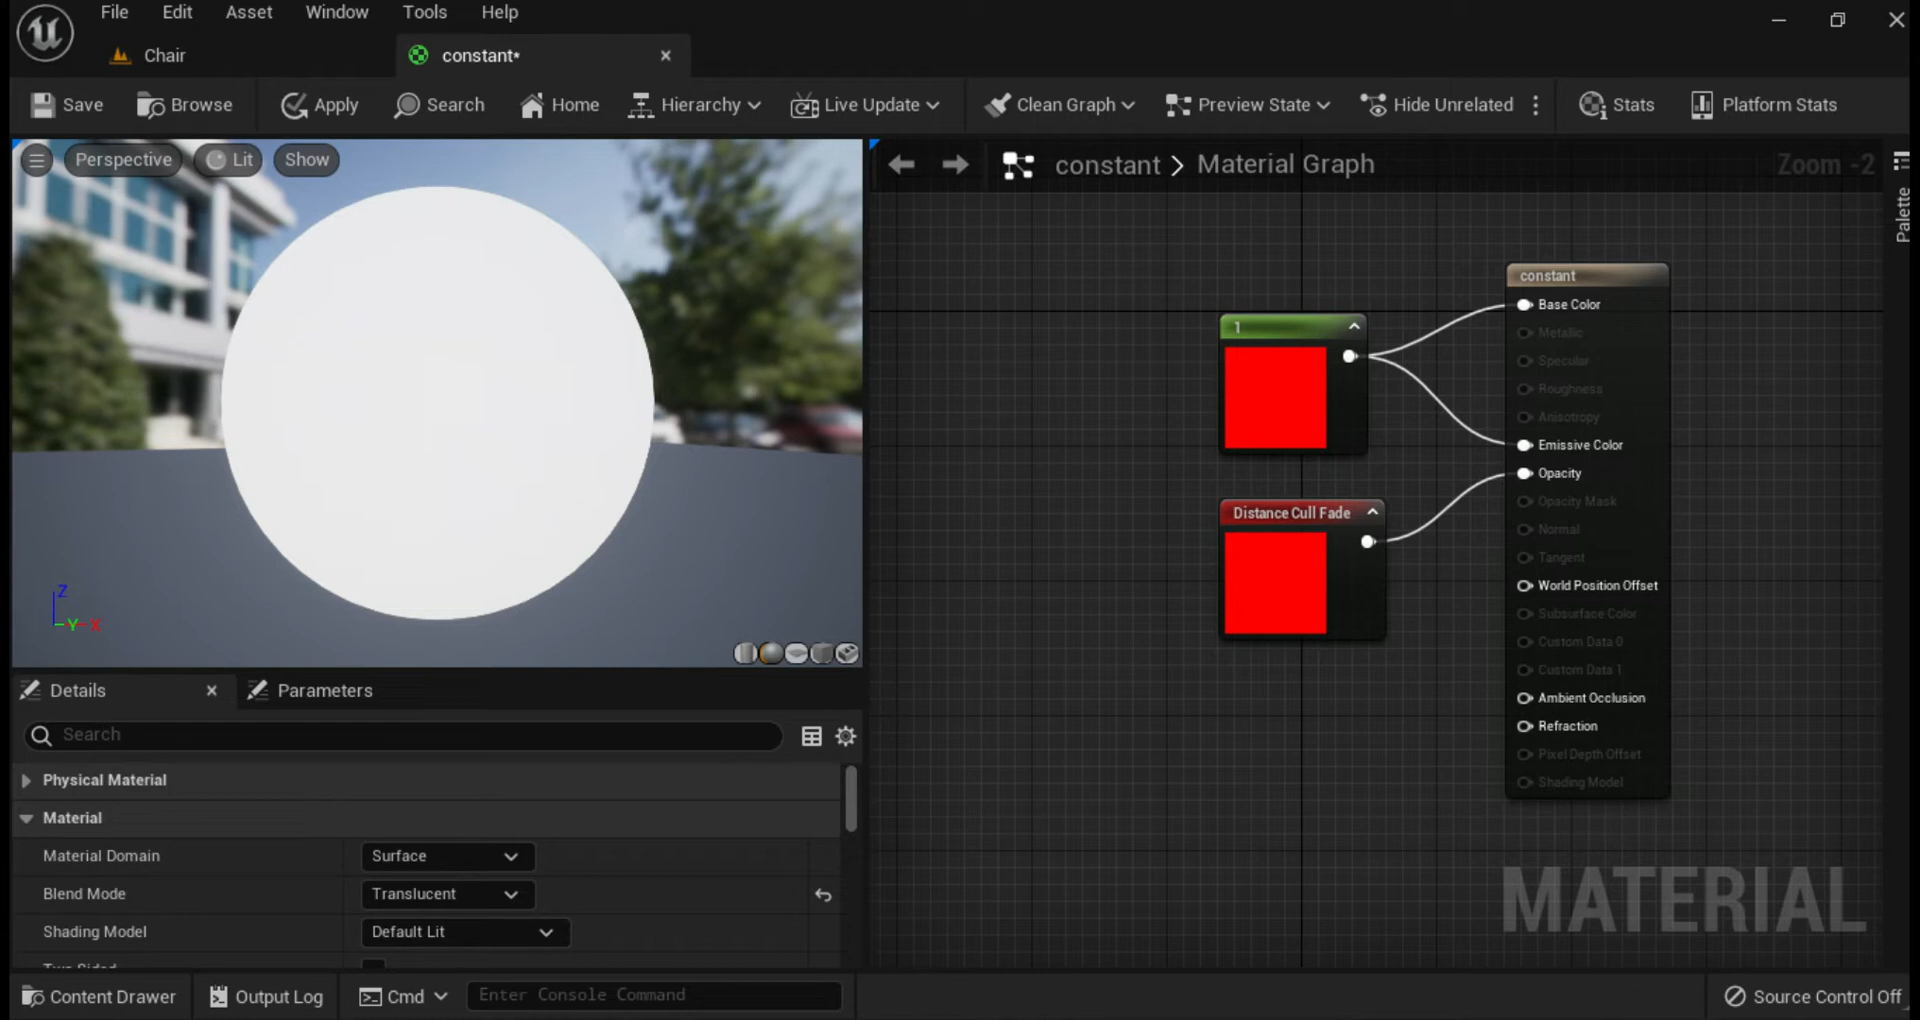 File Edit Asset Window Tools Help
Chair
constant*
Save Browse Apply Search Home Hierarchy Live Update Clean Graph Preview State Hide Unrelated Stats Platform Stats
Perspective Lit Show
constant > Material Graph
Zoom -2
Palette
constant
Base Color
Metallic
Specular
Roughness
Anisotropy
Emissive Color
Opacity
Opacity Mask
Normal
Tangent
World Position Offset
Subsurface Color
Custom Data 0
Custom Data 1
Ambient Occlusion
Refraction
Pixel Depth Offset
Shading Model
1
Distance Cull Fade
Z
Y X
MATERIAL
Details
Parameters
Search
Physical Material
Material
Material Domain Surface
Blend Mode Translucent
Shading Model Default Lit
Two Sided
Content Drawer Output Log Cmd Enter Console Command Source Control Off